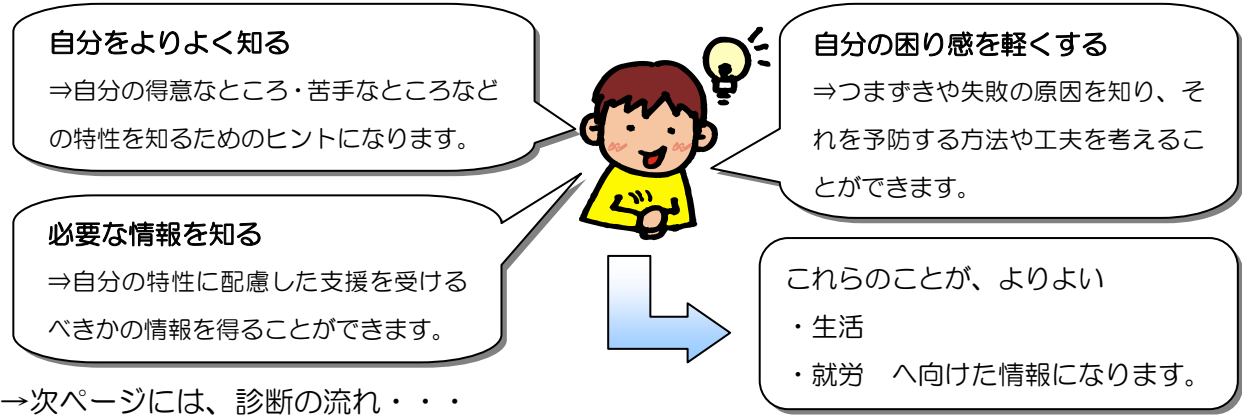 自分をよりよく知る
⇒自分の得意なところ・苦手なところなど
の特性を知るためのヒントになります。
自分の困り感を軽くする
⇒つまずきや失敗の原因を知り、そ
れを予防する方法や工夫を考えるこ
とができます。
必要な情報を知る
⇒自分の特性に配慮した支援を受ける
べきかの情報を得ることができます。
これらのことが、よりよい
・生活
・就労　へ向けた情報になります。
→次ページには、診断の流れ・・・